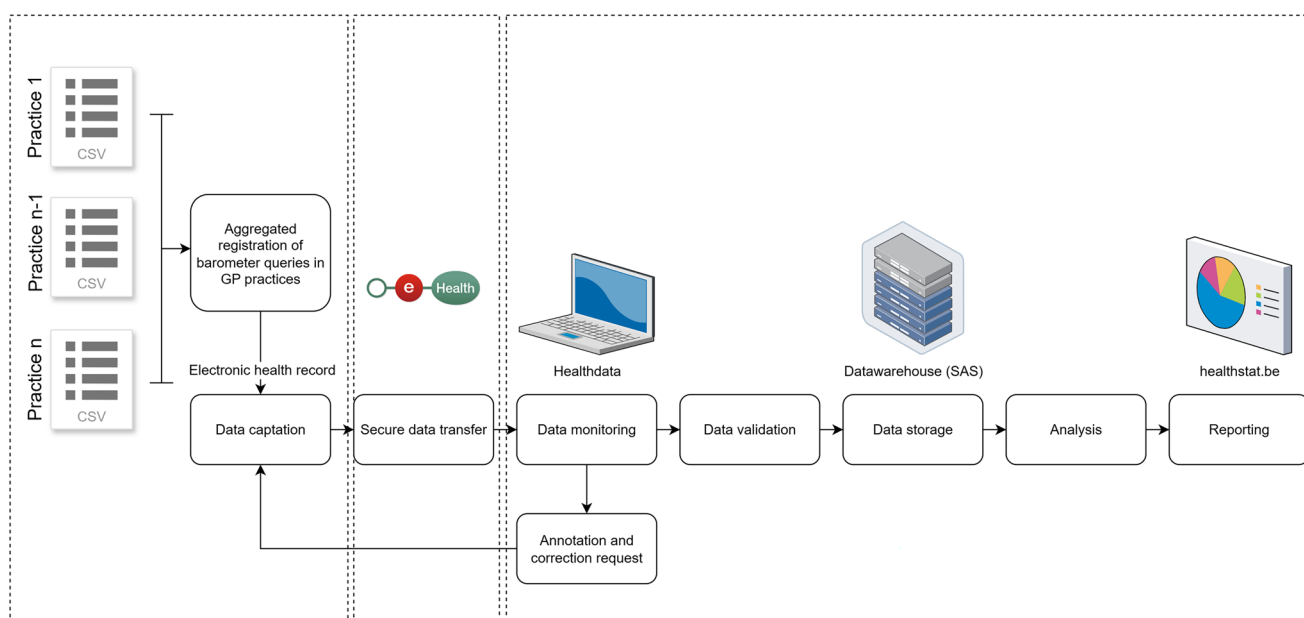 Practice 1
CSV
Practice n-1
CSV
Practice n
CSV
Aggregated
registration of
barometer queries in
GP practices
Electronic health record
Data captation
e
Health
Secure data transfer
Healthdata
Data monitoring
Annotation and
correction request
Data validation
Datawarehouse (SAS)
Data storage
Analysis
healthstat.be
Reporting